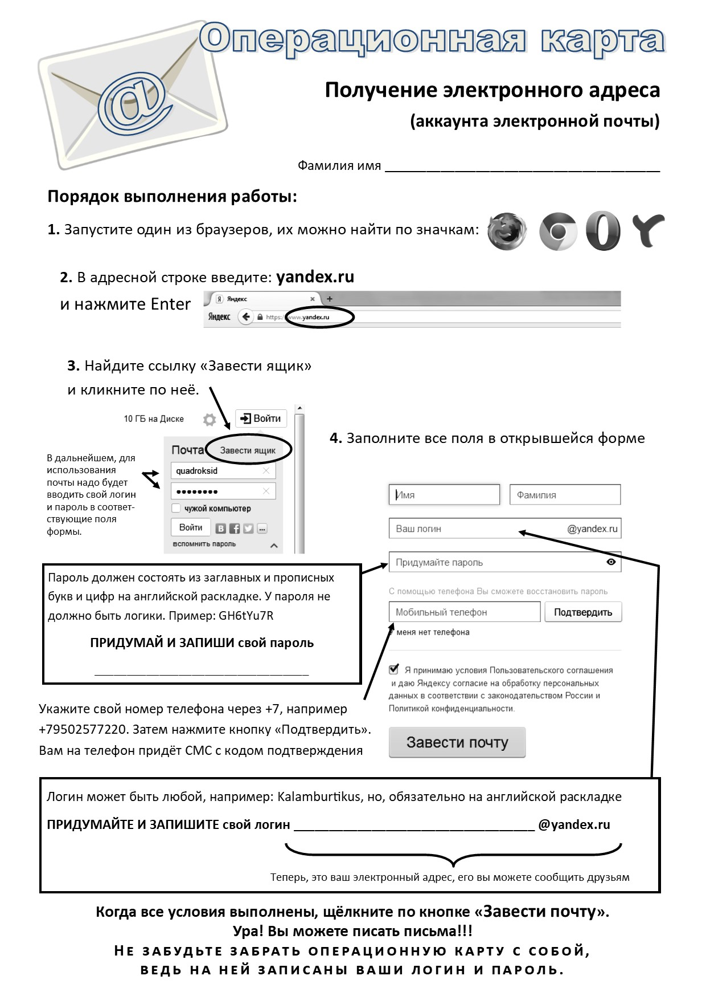 Операционная карта
@
Получение электронного адреса
(аккаунта электронной почты)
Фамилия имя ________________________________________
Порядок выполнения работы:
1. Запустите один из браузеров, их можно найти по значкам:
2. В адресной строке введите: yandex.ru
и нажмите Enter
Я Яндекс × +
Яндекс https://www.yandex.ru
3. Найдите ссылку «Завести ящик»
и кликните по неё.
10 ГБ на Диске Войти
Почта Завести ящик
quadroksid
••••••••
чужой компьютер
Войти В f ...
вспомнить пароль
В дальнейшем, для
использования
почты надо будет
вводить свой логин
и пароль в соответ-
ствующие поля
формы.
4. Заполните все поля в открывшейся форме
Имя Фамилия
Ваш логин @yandex.ru
Придумайте пароль
С помощью телефона Вы сможете восстановить пароль
Мобильный телефон Подтвердить
У меня нет телефона
Я принимаю условия Пользовательского соглашения
и даю Яндексу согласие на обработку персональных
данных в соответствии с законодательством России и
Политикой конфиденциальности.
Завести почту
Пароль должен состоять из заглавных и прописных
букв и цифр на английской раскладке. У пароля не
должно быть логики. Пример: GH6tYu7R
ПРИДУМАЙ И ЗАПИШИ свой пароль
__________________________________
Укажите свой номер телефона через +7, например
+79502577220. Затем нажмите кнопку «Подтвердить».
Вам на телефон придёт СМС с кодом подтверждения
Логин может быть любой, например: Kalamburtikus, но, обязательно на английской раскладке
ПРИДУМАЙТЕ И ЗАПИШИТЕ свой логин ___________________________________ @yandex.ru
Теперь, это ваш электронный адрес, его вы можете сообщить друзьям
Когда все условия выполнены, щёлкните по кнопке «Завести почту».
Ура! Вы можете писать письма!!!
НЕ ЗАБУДЬТЕ ЗАБРАТЬ ОПЕРАЦИОННУЮ КАРТУ С СОБОЙ,
ВЕДЬ НА НЕЙ ЗАПИСАНЫ ВАШИ ЛОГИН И ПАРОЛЬ.